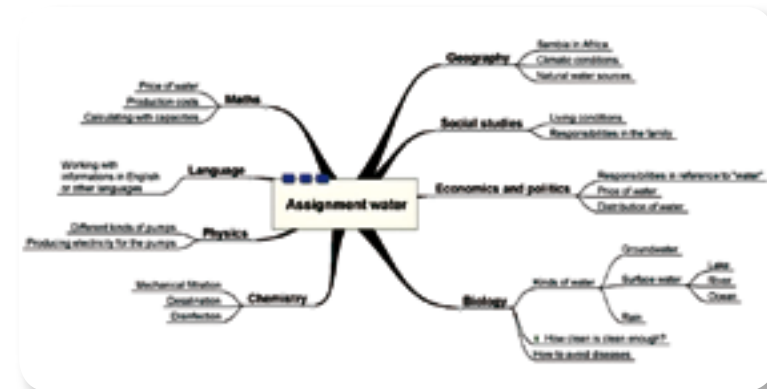 Assignment water
Maths
Price of water
Production costs
Calculating with capacities
Language
Working with
informations in English
or other languages
Physics
Different kinds of pumps
Producing electricity for the pumps
Chemistry
Mechanical filtration
Desalination
Disinfection
Geography
in Africa
Climatic conditions
Natural water sources
Social studies
Living conditions
Responsibilities in the family
Economics and politics
Responsibilities in reference to "water"
Price of water
Distribution of water
Biology
Kinds of water
Groundwater
Surface water
Lake
River
Ocean
Rain
How clean is clean enough?
How to avoid diseases